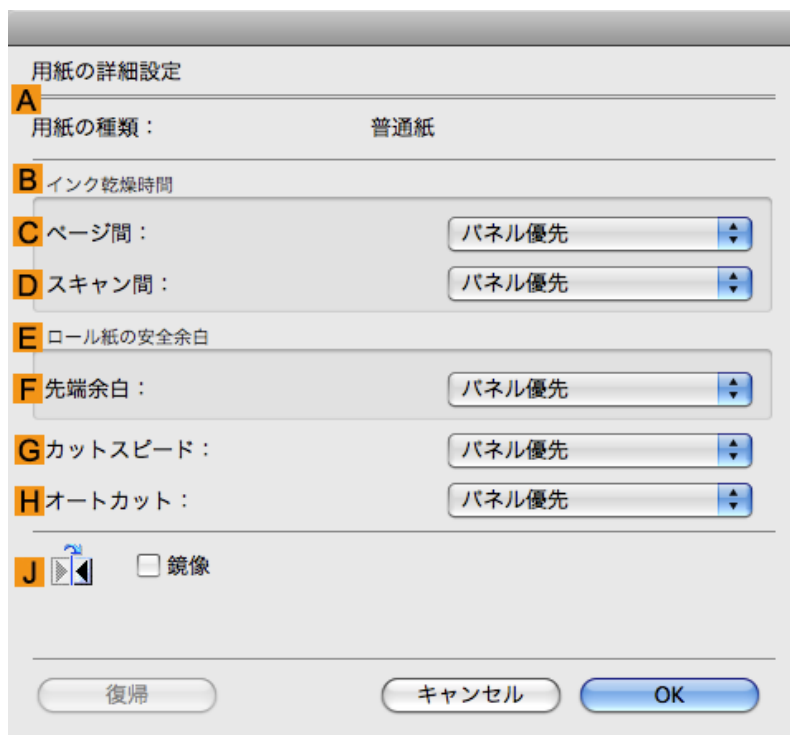 用紙の詳細設定
A
用紙の種類： 普通紙
B インク乾燥時間
C ページ間： パネル優先
D スキャン間： パネル優先
E ロール紙の安全余白
F 先端余白： パネル優先
G カットスピード： パネル優先
H オートカット： パネル優先
J 鏡像
復帰 キャンセル OK